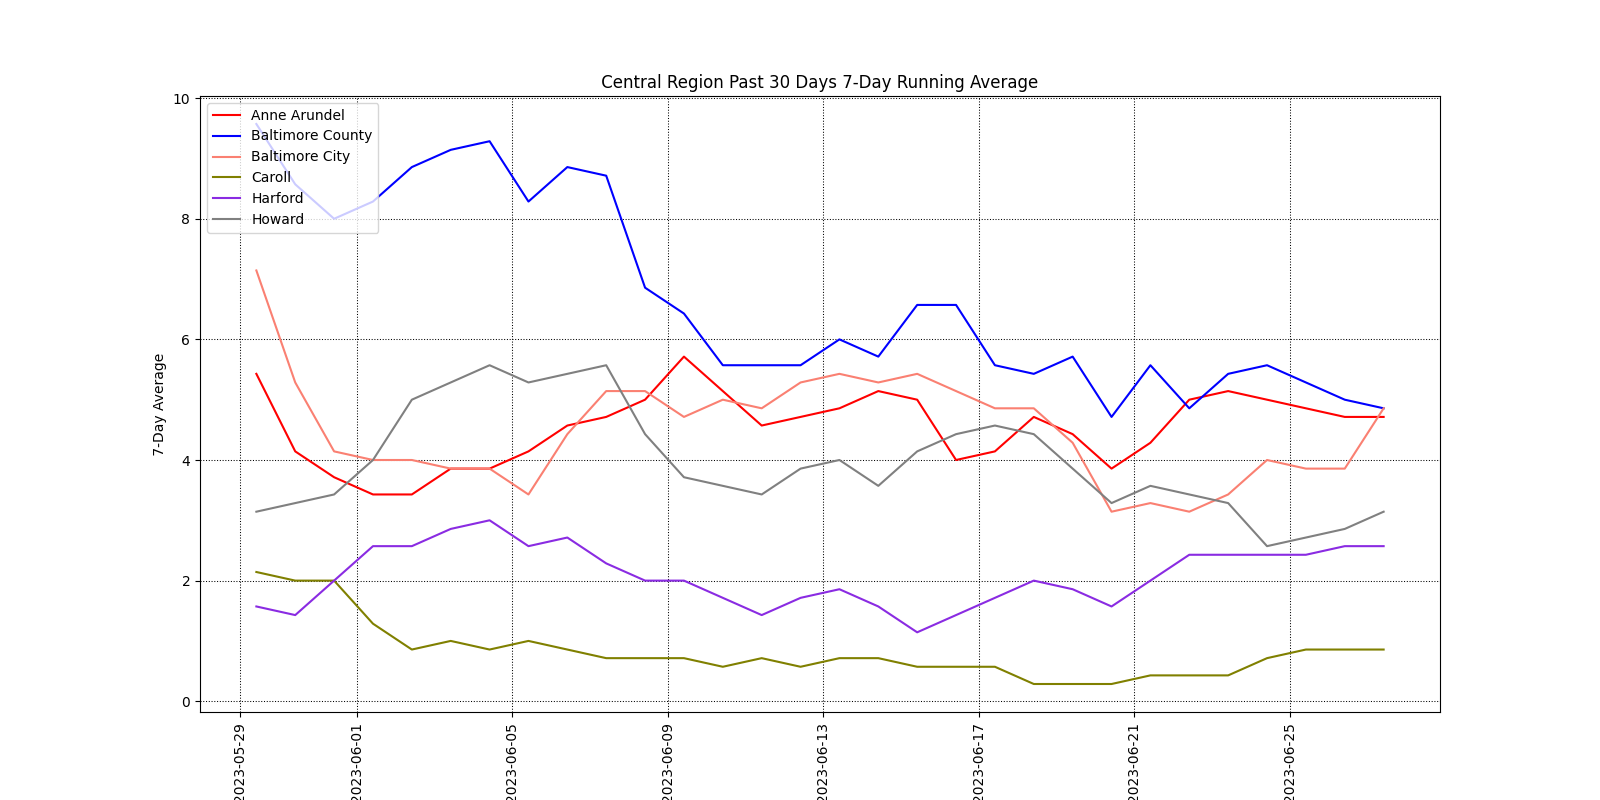 Central Region Past 30 Days 7-Day Running Average
10
8
6
4
2
0
7-Day Average
Anne Arundel
Baltimore County
Baltimore City
Caroll
Harford
Howard
2023-05-29
2023-06-01
2023-06-05
2023-06-09
2023-06-13
2023-06-17
2023-06-21
2023-06-25